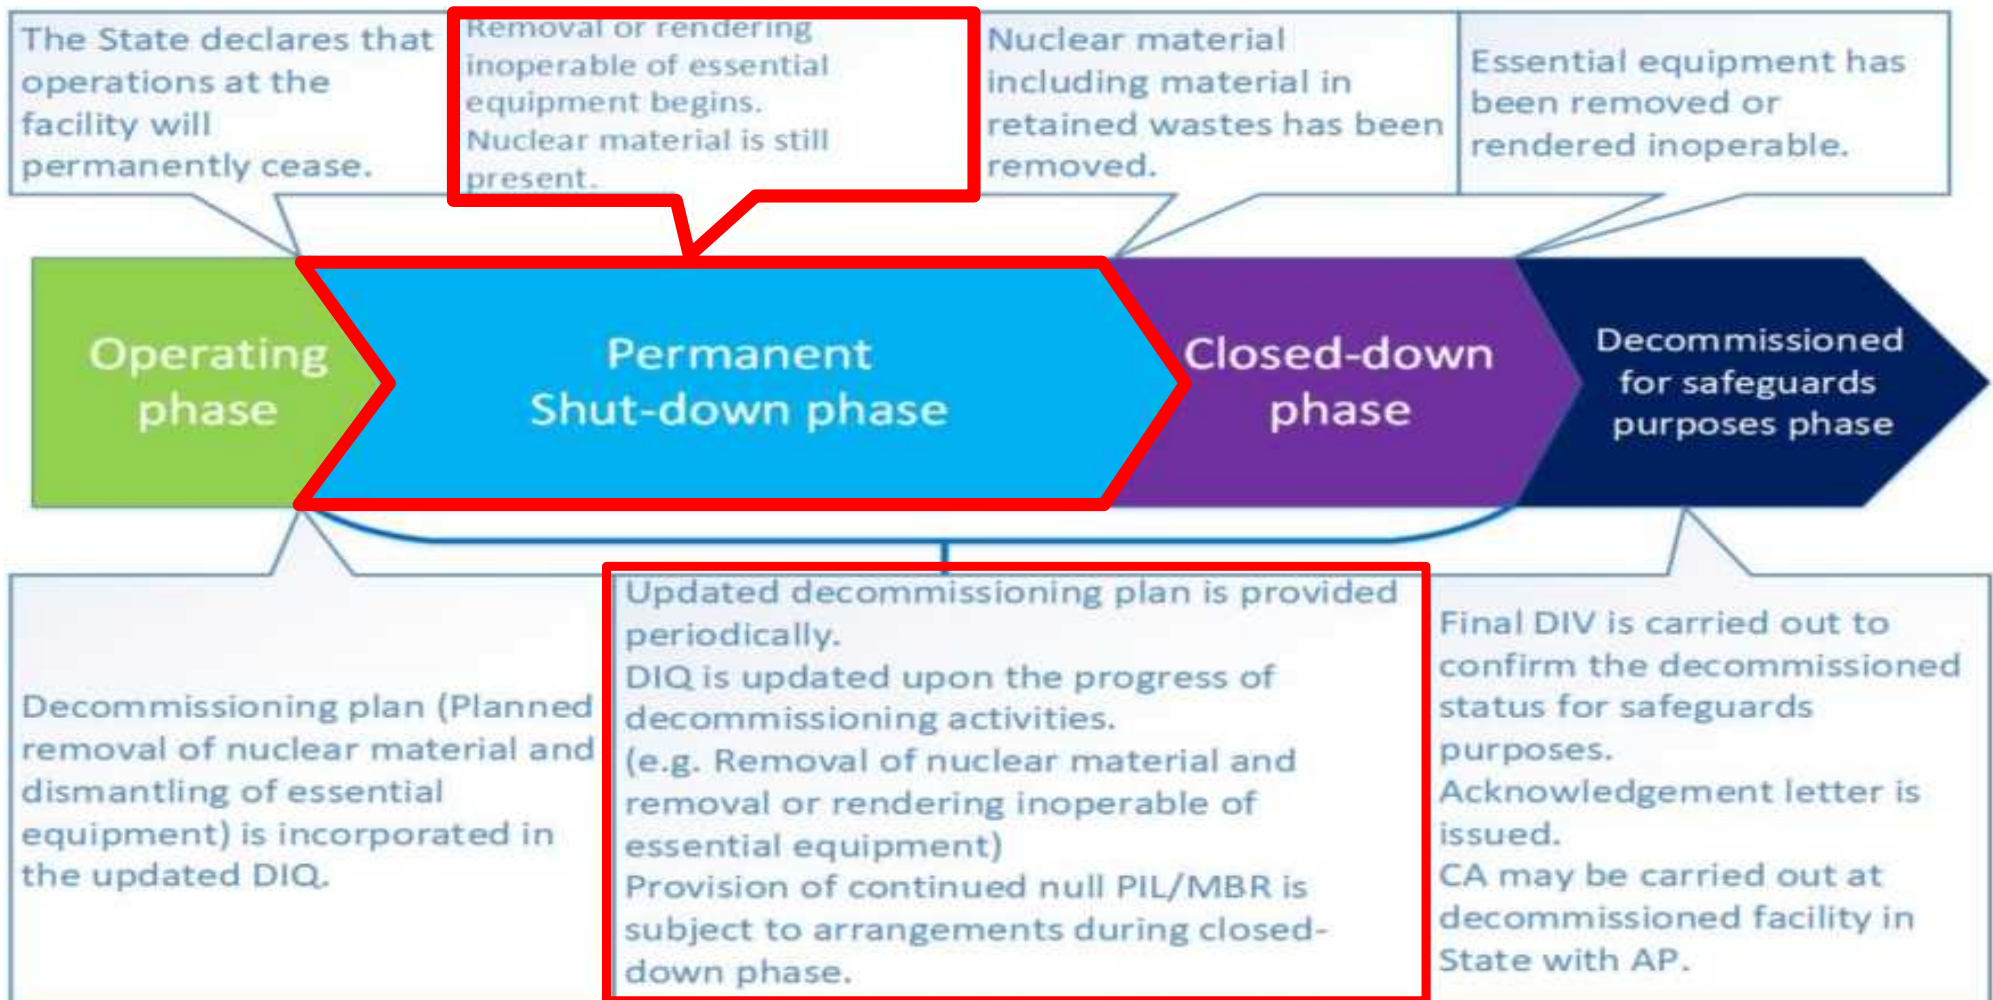 The State declares that
operations at the
facility will
permanently cease.
Removal or rendering
inoperable of essential
equipment begins.
Nuclear material is still
present.
Nuclear material
including material in
retained wastes has been
removed.
Essential equipment has
been removed or
rendered inoperable.
Operating
phase
Permanent
Shut-down phase
Closed-down
phase
Decommissioned
for safeguards
purposes phase
Decommissioning plan (Planned
removal of nuclear material and
dismantling of essential
equipment) is incorporated in
the updated DIQ.
Updated decommissioning plan is provided
periodically.
DIQ is updated upon the progress of
decommissioning activities.
(e.g. Removal of nuclear material and
removal or rendering inoperable of
essential equipment)
Provision of continued null PIL/MBR is
subject to arrangements during closed-
down phase.
Final DIV is carried out to
confirm the decommissioned
status for safeguards
purposes.
Acknowledgement letter is
issued.
CA may be carried out at
decommissioned facility in
State with AP.